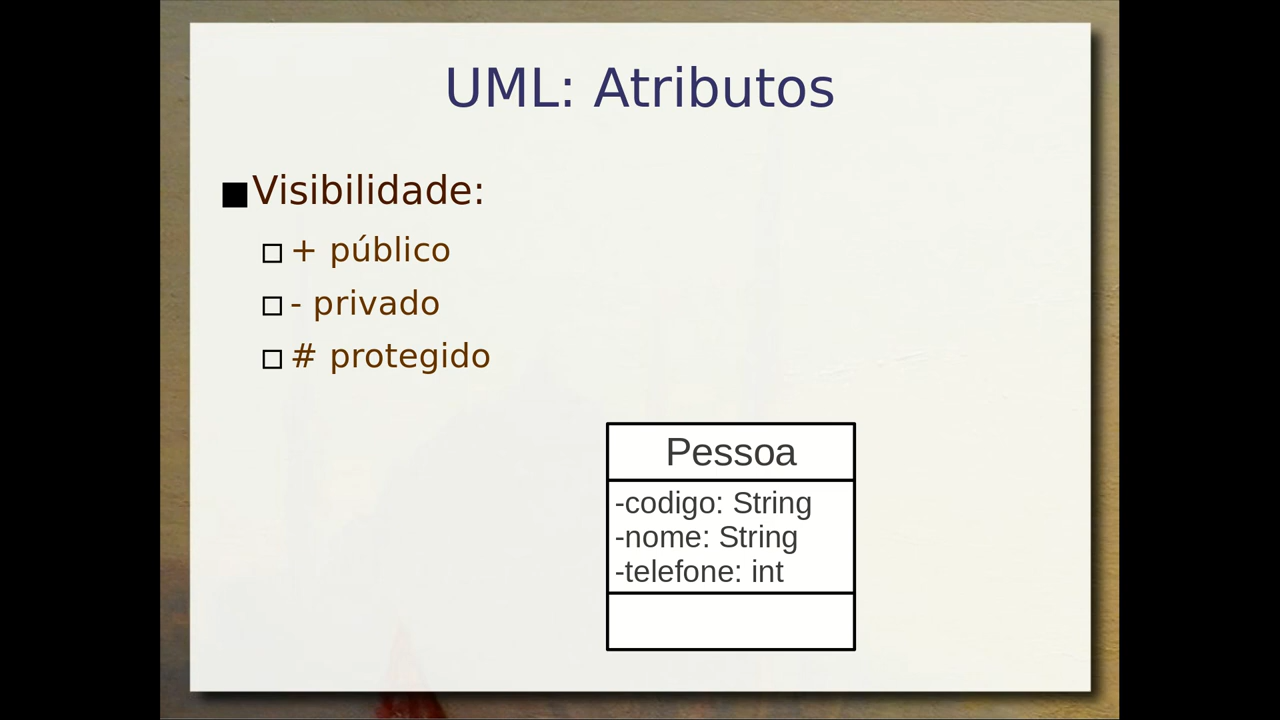 UML: Atributos
Visibilidade:
+ público
- privado
# protegido
Pessoa
-codigo: String
-nome: String
-telefone: int